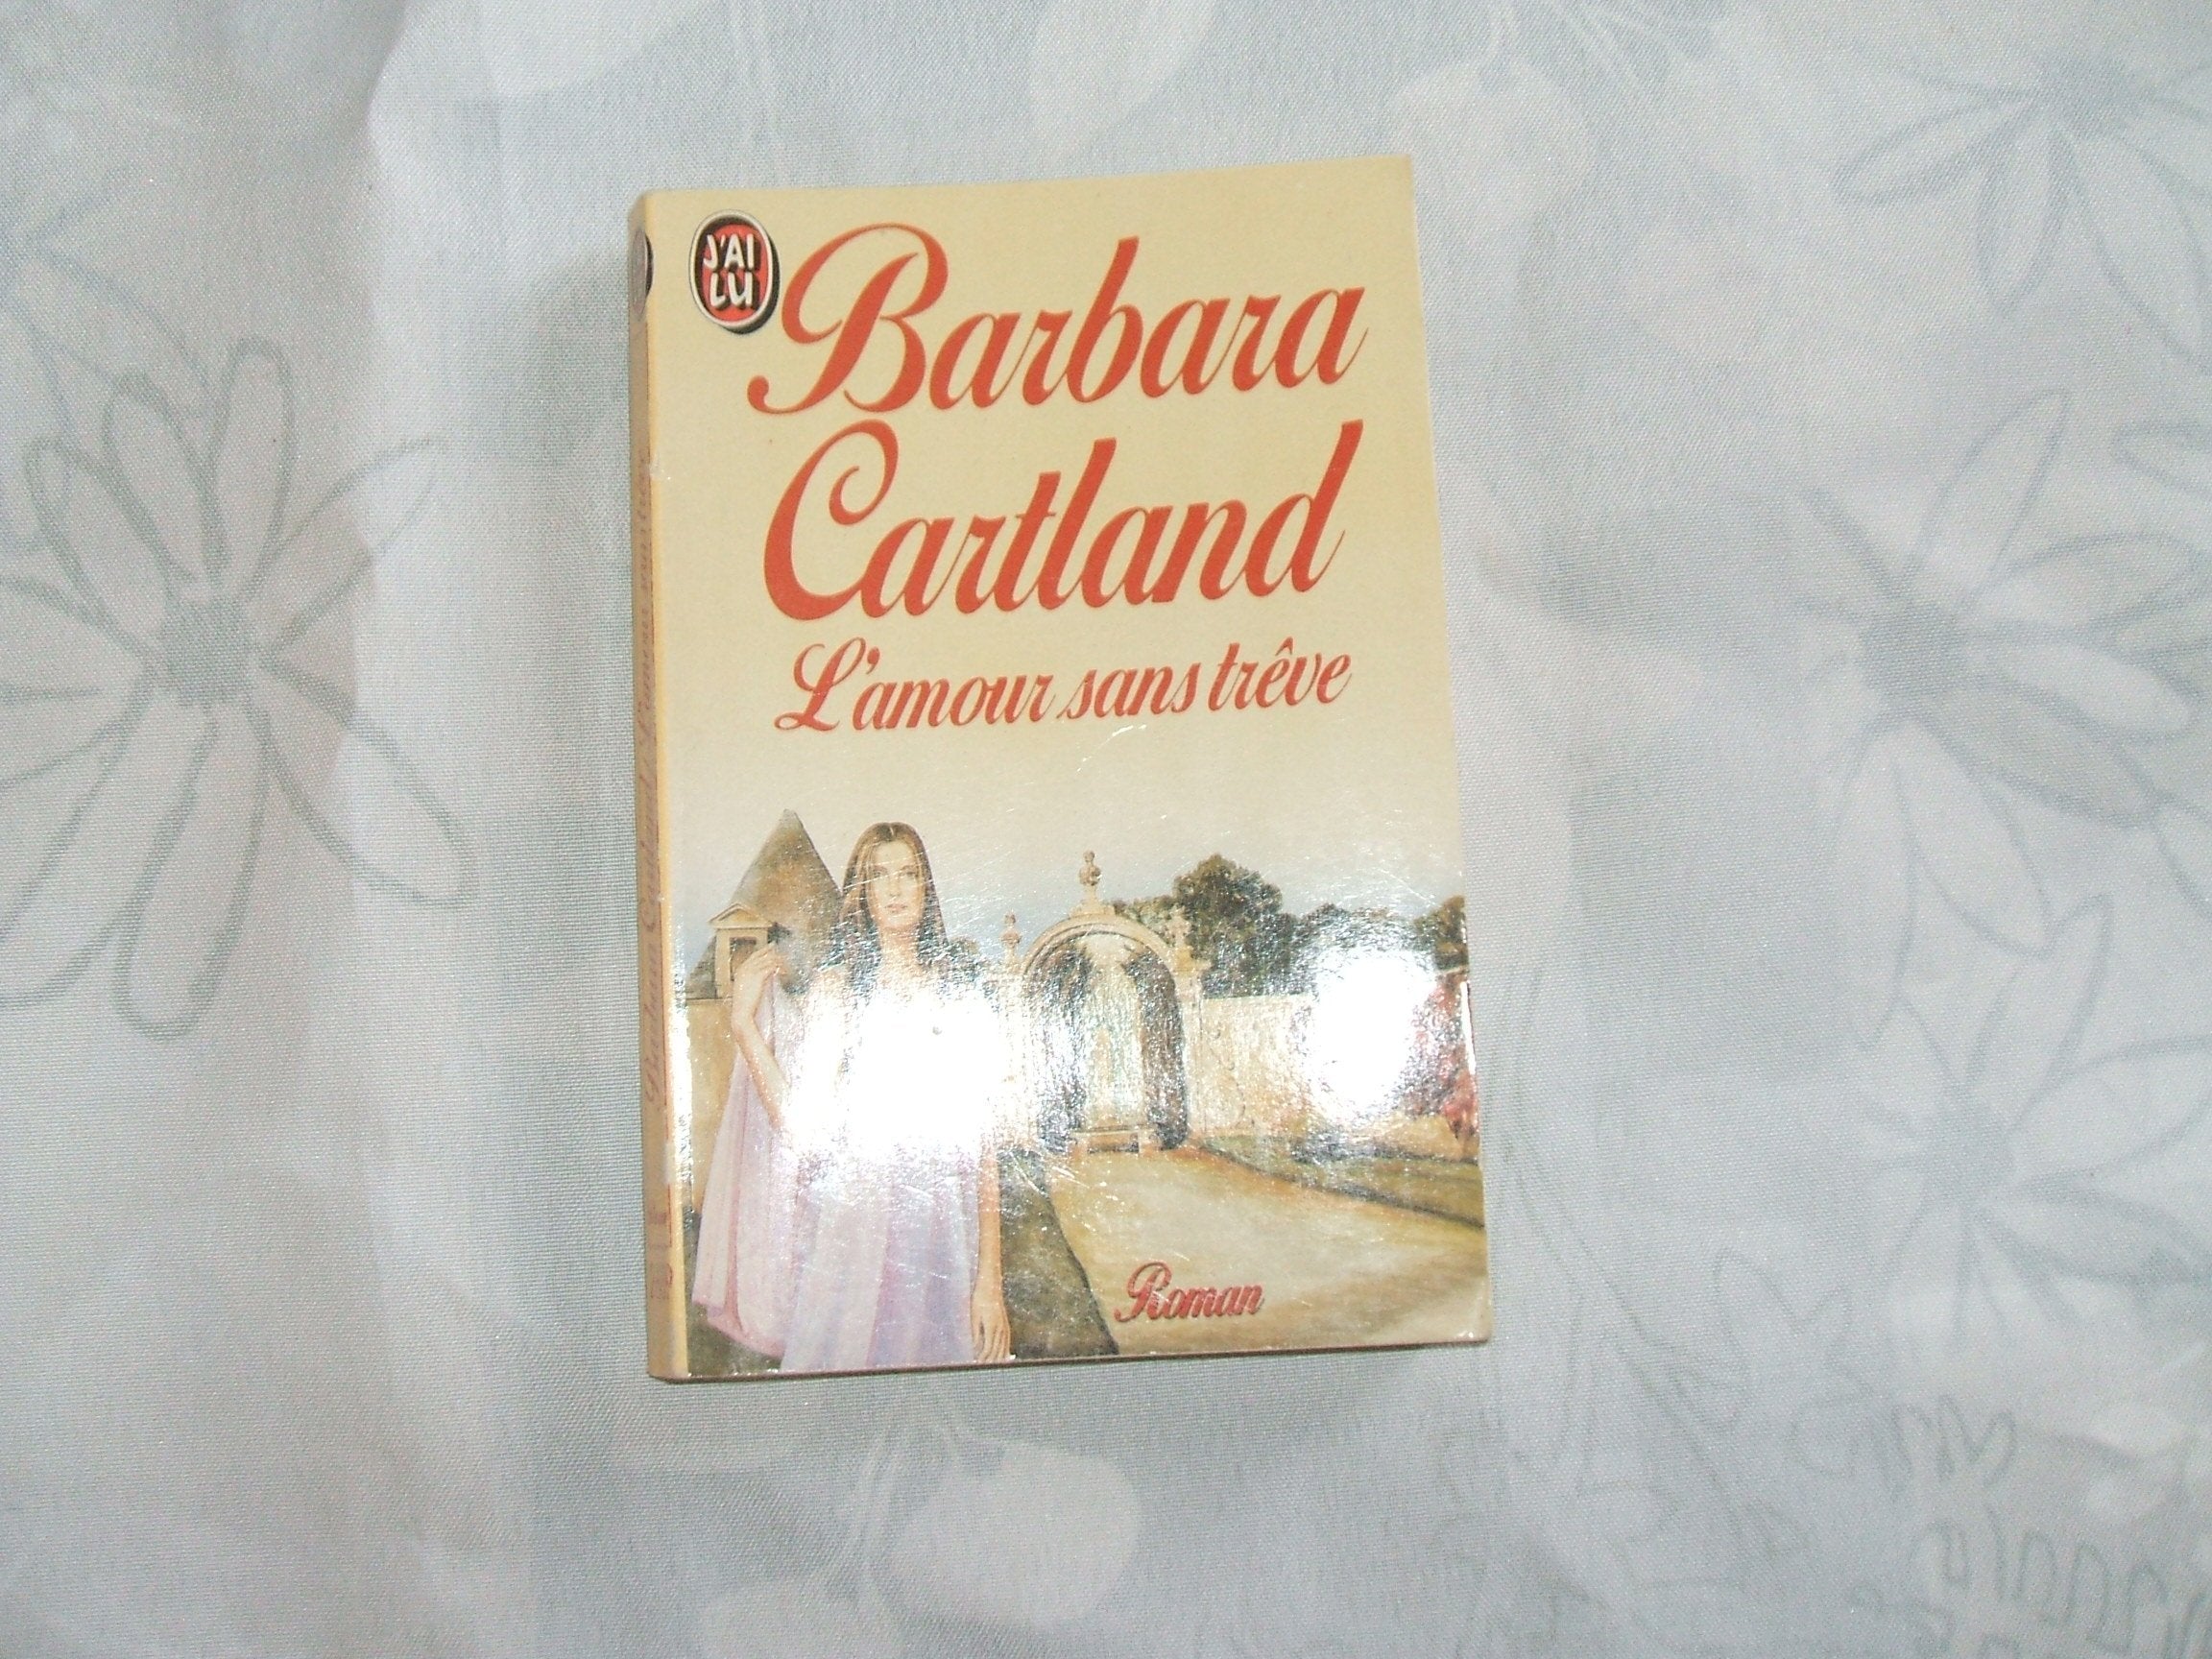 J'AI
LU
Barbara
Cartland
L'amour sans trêve
Roman